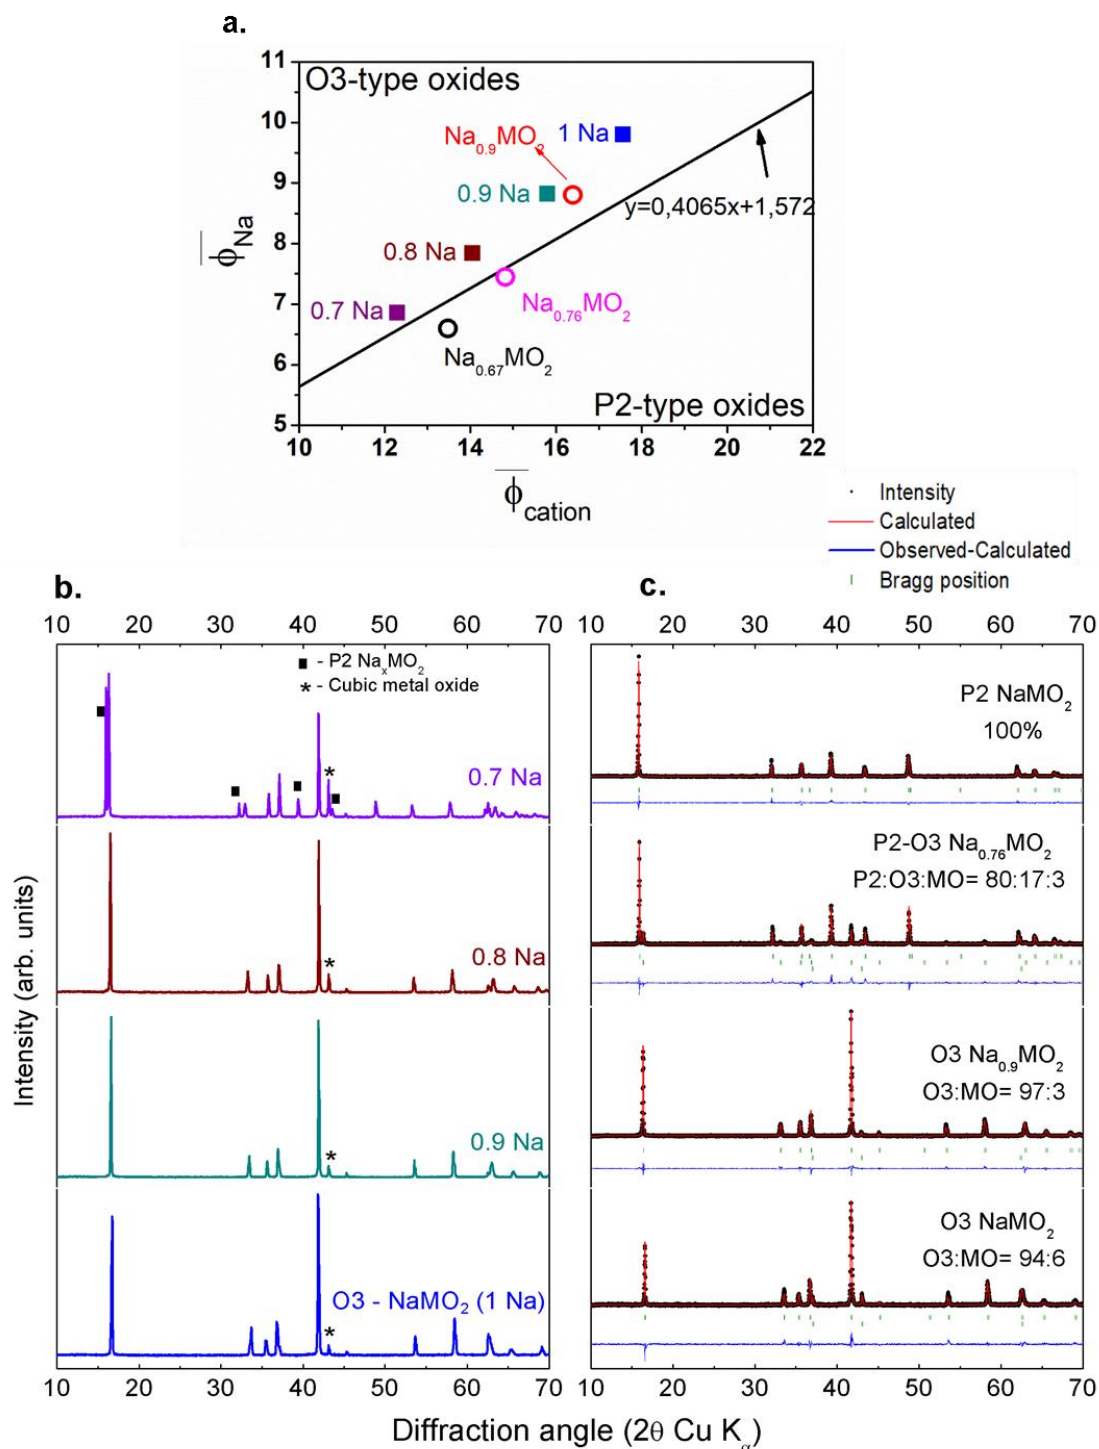 a.
11
10
9
8
7
6
5
ϕ̅Na
O3-type oxides
Na0.9MO2
1 Na
0.9 Na
y=0,4065x+1,572
0.8 Na
0.7 Na
Na0.76MO2
Na0.67MO2
P2-type oxides
10 12 14 16 18 20 22
ϕ̅cation
Intensity
Calculated
Observed-Calculated
Bragg position
b.
10 20 30 40 50 60 70
■ - P2 NaxMO2
* - Cubic metal oxide
*
0.7 Na
*
0.8 Na
*
0.9 Na
O3 - NaMO2 (1 Na)
*
10 20 30 40 50 60 70
Intensity (arb. units)
c.
10 20 30 40 50 60 70
P2 NaMO2
100%
P2-O3 Na0.76MO2
P2:O3:MO= 80:17:3
O3 Na0.9MO2
O3:MO= 97:3
O3 NaMO2
O3:MO= 94:6
10 20 30 40 50 60 70
Diffraction angle (2θ Cu Kα)